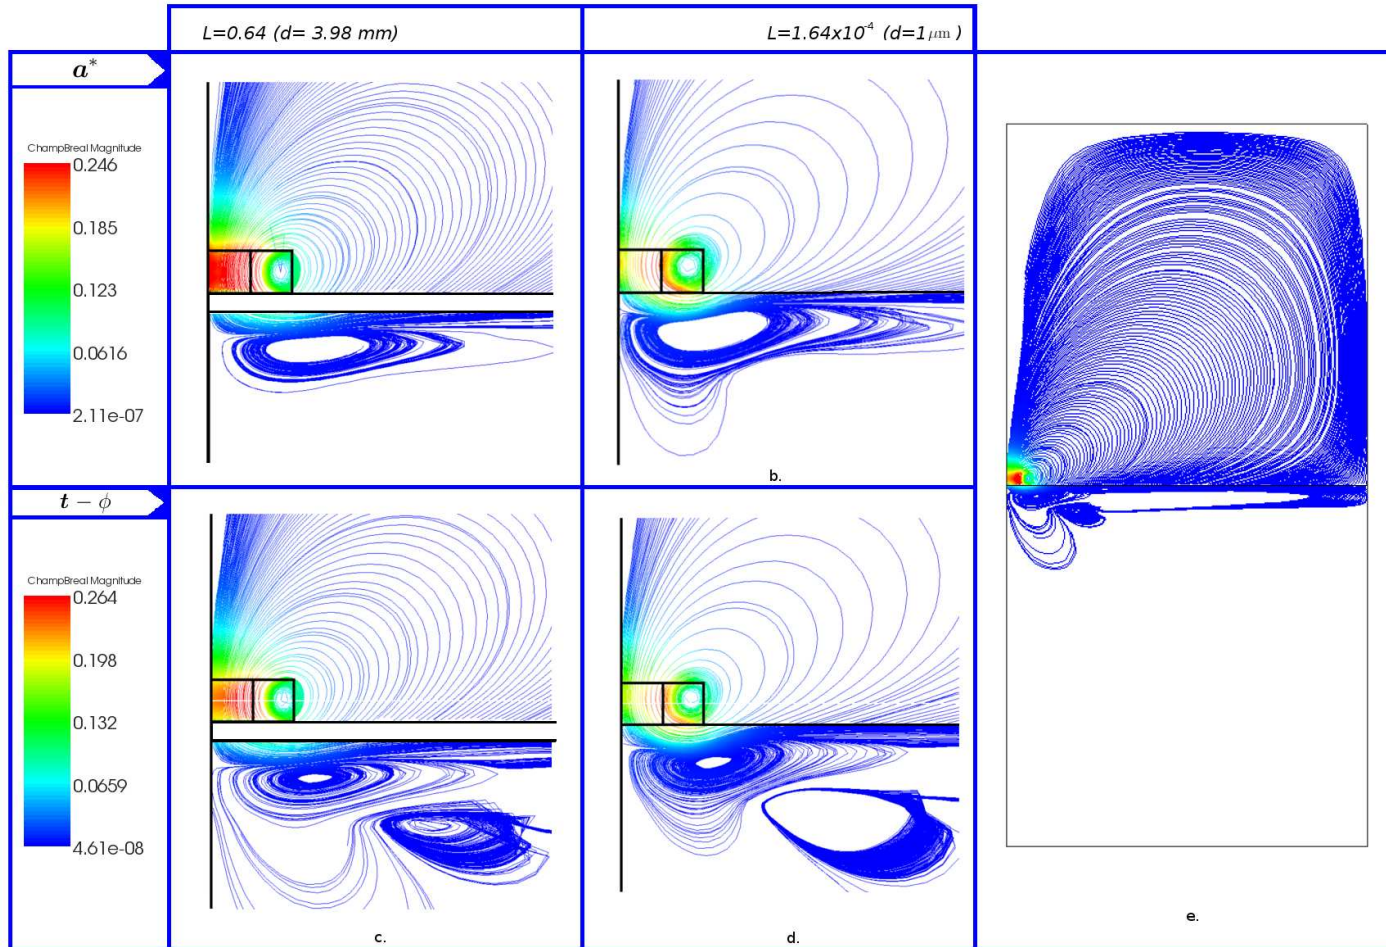 L=0.64 (d= 3.98 mm)
L=1.64x10⁻⁴ (d=1μm )
a*
ChampBreal Magnitude
0.246
0.185
0.123
0.0616
2.11e-07
b.
t − ϕ
ChampBreal Magnitude
0.264
0.198
0.132
0.0659
4.61e-08
c.
d.
e.